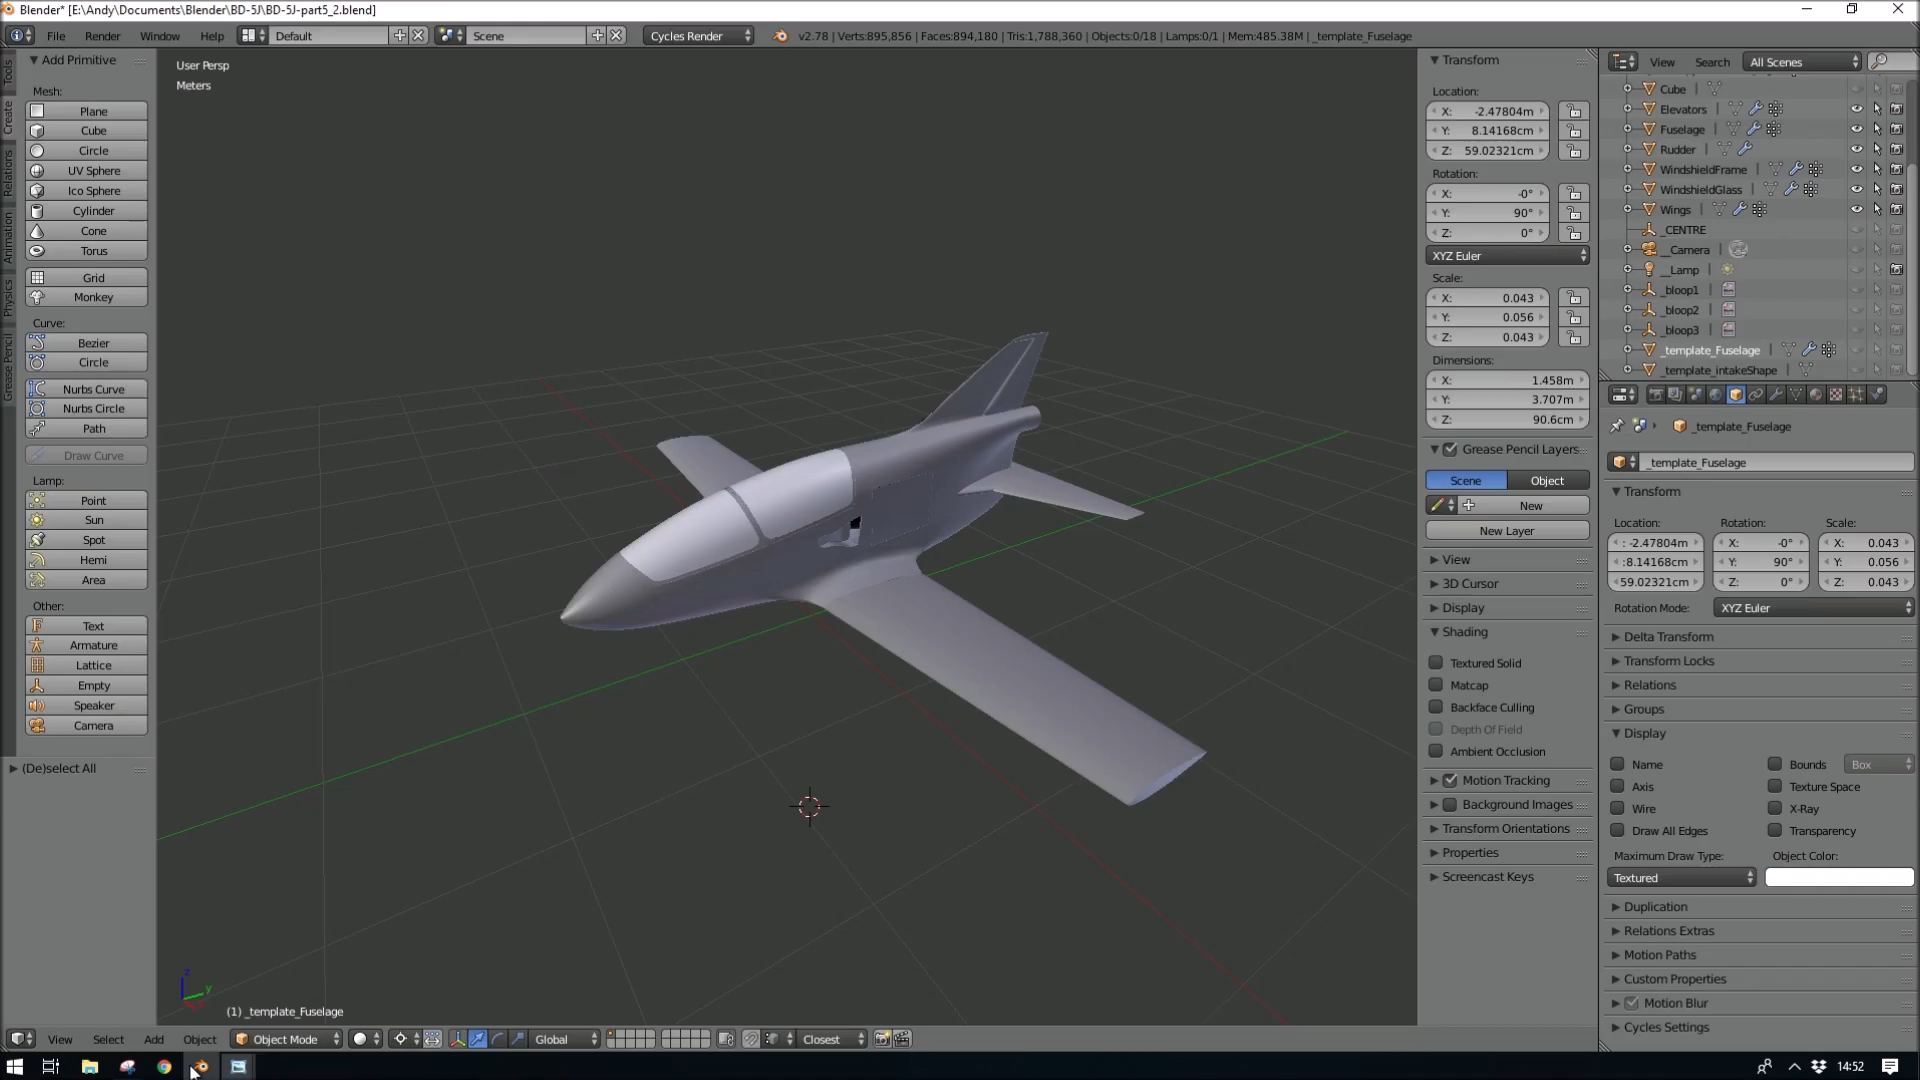 Blender* [E:\Andy\Documents\Blender\BD-5J\BD-5J-part5_2.blend]
File Render Window Help Default Scene Cycles Render v2.78 | Verts:895,856 | Faces:894,180 | Tris:1,788,360 | Objects:0/18 | Lamps:0/1 | Mem:485.38M | _template_Fuselage
Tools
Create
Relations
Animation
Physics
Grease Pencil
Add Primitive
Mesh:
Plane
Cube
Circle
UV Sphere
Ico Sphere
Cylinder
Cone
Torus
Grid
Monkey
Curve:
Bezier
Circle
Nurbs Curve
Nurbs Circle
Path
Draw Curve
Lamp:
Point
Sun
Spot
Hemi
Area
Other:
Text
Armature
Lattice
Empty
Speaker
Camera
(De)select All
User Persp
Meters
z
y
(1) _template_Fuselage
View Select Add Object Object Mode Global Closest
Transform
Location:
X: -2.47804m
Y: 8.14168cm
Z: 59.02321cm
Rotation:
X: -0°
Y: 90°
Z: 0°
XYZ Euler
Scale:
X: 0.043
Y: 0.056
Z: 0.043
Dimensions:
X: 1.458m
Y: 3.707m
Z: 90.6cm
Grease Pencil Layers
Scene Object
New
New Layer
View
3D Cursor
Display
Shading
Textured Solid
Matcap
Backface Culling
Depth Of Field
Ambient Occlusion
Motion Tracking
Background Images
Transform Orientations
Properties
Screencast Keys
View Search All Scenes
Cube
Elevators
Fuselage
Rudder
WindshieldFrame
WindshieldGlass
Wings
_CENTRE
__Camera
__Lamp
_bloop1
_bloop2
_bloop3
_template_Fuselage
_template_intakeShape
_template_Fuselage
_template_Fuselage
Transform
Location: Rotation: Scale:
: -2.47804m X: -0° X: 0.043
:8.14168cm Y: 90° Y: 0.056
59.02321cm Z: 0° Z: 0.043
Rotation Mode: XYZ Euler
Delta Transform
Transform Locks
Relations
Groups
Display
Name Bounds Box
Axis Texture Space
Wire X-Ray
Draw All Edges Transparency
Maximum Draw Type: Object Color:
Textured
Duplication
Relations Extras
Motion Paths
Custom Properties
Motion Blur
Cycles Settings
14:52